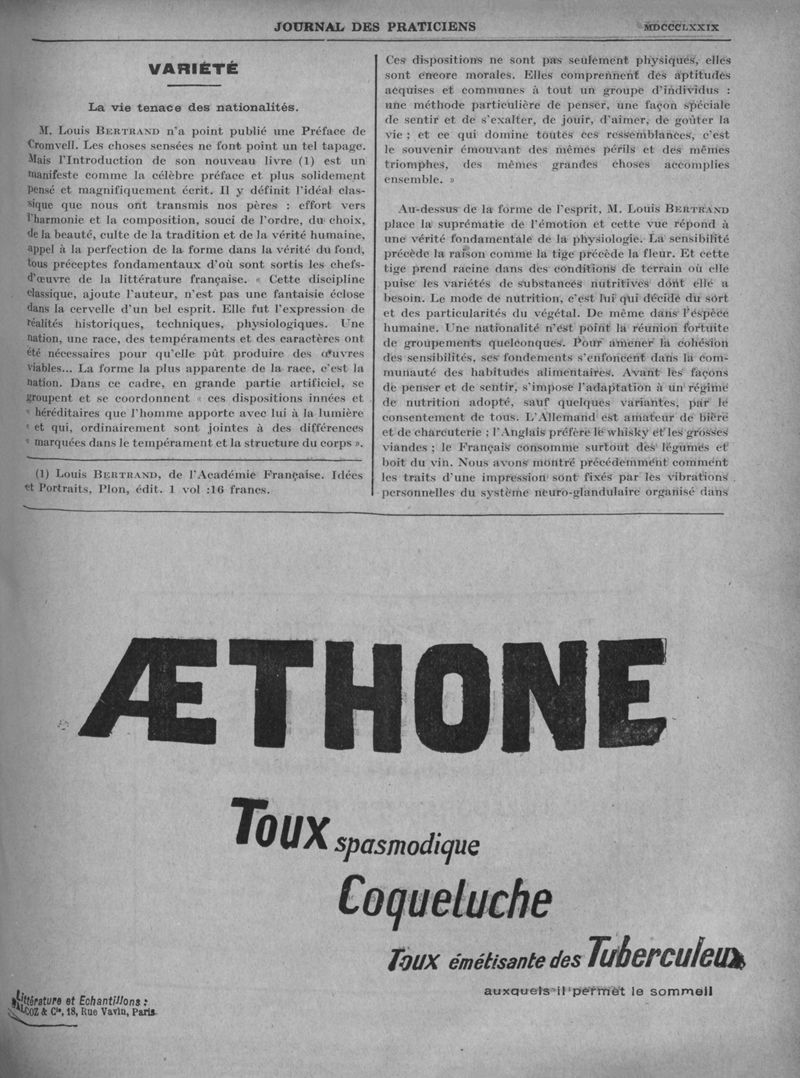 JOURNAL DES PRATICIENS
MDCCCLXXIX
VARIÉTÉ
La vie tenace des nationalités.
M. Louis BERTRAND n'a point publié une Préface de
Cromvell. Les choses sensées ne font point un tel tapage.
Mais l'Introduction de son nouveau livre (1) est un
manifeste comme la célèbre préface et plus solidement
pensé et magnifiquement écrit. Il y définit l'idéal clas-
sique que nous ont transmis nos pères : effort vers
l'harmonie et la composition, souci de l'ordre, du choix,
de la beauté, culte de la tradition et de la vérité humaine,
appel à la perfection de la forme dans la vérité du fond,
tous préceptes fondamentaux d'où sont sortis les chefs-
d'œuvre de la littérature française. « Cette discipline
classique, ajoute l'auteur, n'est pas une fantaisie éclose
dans la cervelle d'un bel esprit. Elle fut l'expression de
réalités historiques, techniques, physiologiques. Une
nation, une race, des tempéraments et des caractères ont
été nécessaires pour qu'elle pût produire des œuvres
viables... La forme la plus apparente de la race, c'est la
nation. Dans ce cadre, en grande partie artificiel, se
groupent et se coordonnent « ces dispositions innées et
« héréditaires que l'homme apporte avec lui à la lumière
« et qui, ordinairement sont jointes à des différences
« marquées dans le tempérament et la structure du corps ».
(1) Louis BERTRAND, de l'Académie Française. Idées
et Portraits, Plon, édit. 1 vol :16 francs.
Ces dispositions ne sont pas seulement physiques, elles
sont encore morales. Elles comprennent des aptitudes
acquises et communes à tout un groupe d'individus :
une méthode particulière de penser, une façon spéciale
de sentir et de s'exalter, de jouir, d'aimer, de goûter la
vie ; et ce qui domine toutes ces ressemblances, c'est
le souvenir émouvant des mêmes périls et des mêmes
triomphes, des mêmes grandes choses accomplies
ensemble. »
Au-dessus de la forme de l'esprit, M. Louis BERTRAND
place la suprématie de l'émotion et cette vue répond à
une vérité fondamentale de la physiologie. La sensibilité
précède la raison comme la tige précède la fleur. Et cette
tige prend racine dans des conditions de terrain où elle
puise les variétés de substances nutritives dont elle a
besoin. Le mode de nutrition, c'est lui qui décide du sort
et des particularités du végétal. De même dans l'espèce
humaine. Une nationalité n'est point la réunion fortuite
de groupements quelconques. Pour amener la cohésion
des sensibilités, ses fondements s'enfoncent dans la com-
munauté des habitudes alimentaires. Avant les façons
de penser et de sentir, s'impose l'adaptation à un régime
de nutrition adopté, sauf quelques variantes, par le
consentement de tous. L'Allemand est amateur de bière
et de charcuterie ; l'Anglais préfère le whisky et les grosses
viandes ; le Français consomme surtout des légumes et
boit du vin. Nous avons montré précédemment comment
les traits d'une impression sont fixés par les vibrations
personnelles du système neuro-glandulaire organisé dans
ÆTHONE
Toux spasmodique
Coqueluche
Toux émétisante des Tuberculeux
auxquels il permet le sommeil
Littérature et Echantillons :
FALCOZ & Cie, 18, Rue Vavin, Paris.